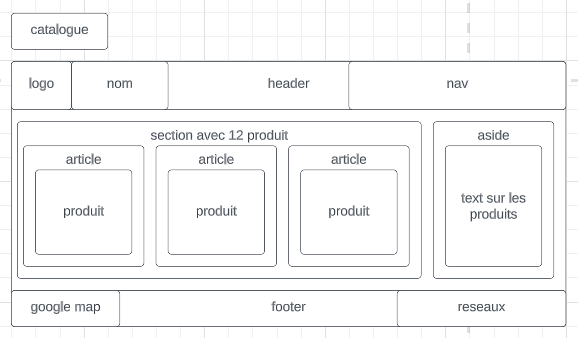 catalogue
logo
nom
header
nav
section avec 12 produit
aside
article
article
article
produit
produit
produit
text sur les
produits
google map
footer
reseaux